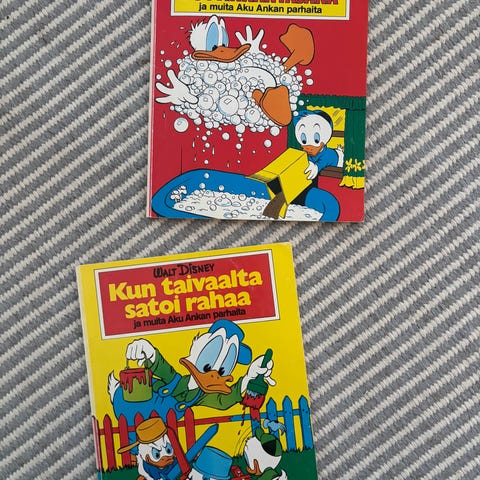 ja muita Aku Ankan parhaita
WALT DISNEY
Kun taivaalta
satoi rahaa
ja muita Aku Ankan parhaita